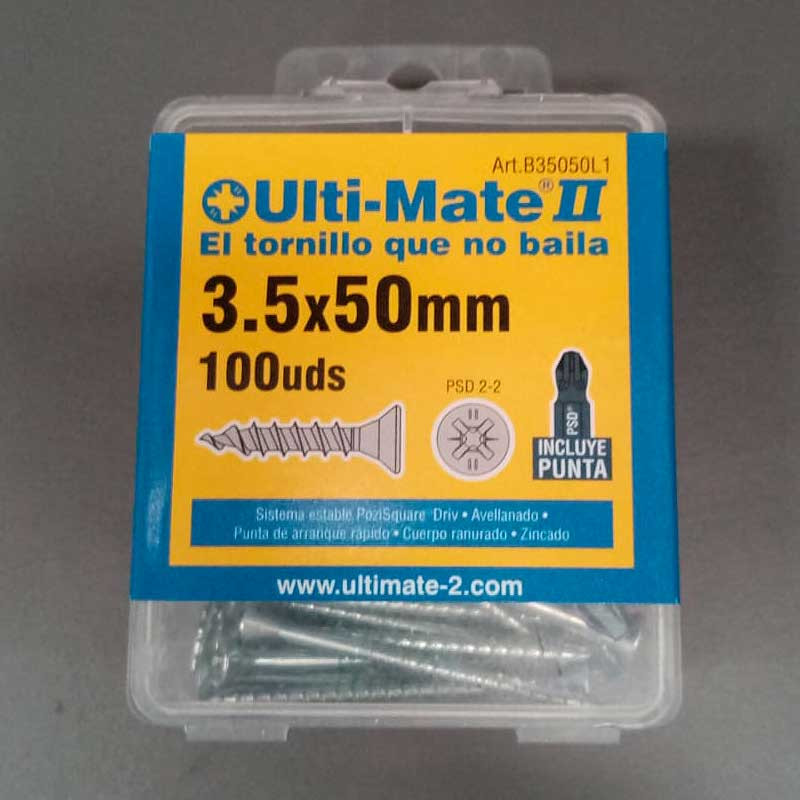 Art.B35050L1
Ulti-Mate® II
El tornillo que no baila
3.5x50mm
100uds
PSD 2-2
PSD®
INCLUYE
PUNTA
Sistema estable PoziSquare Driv • Avellanado •
Punta de arranque rápido • Cuerpo ranurado • Zincado
www.ultimate-2.com